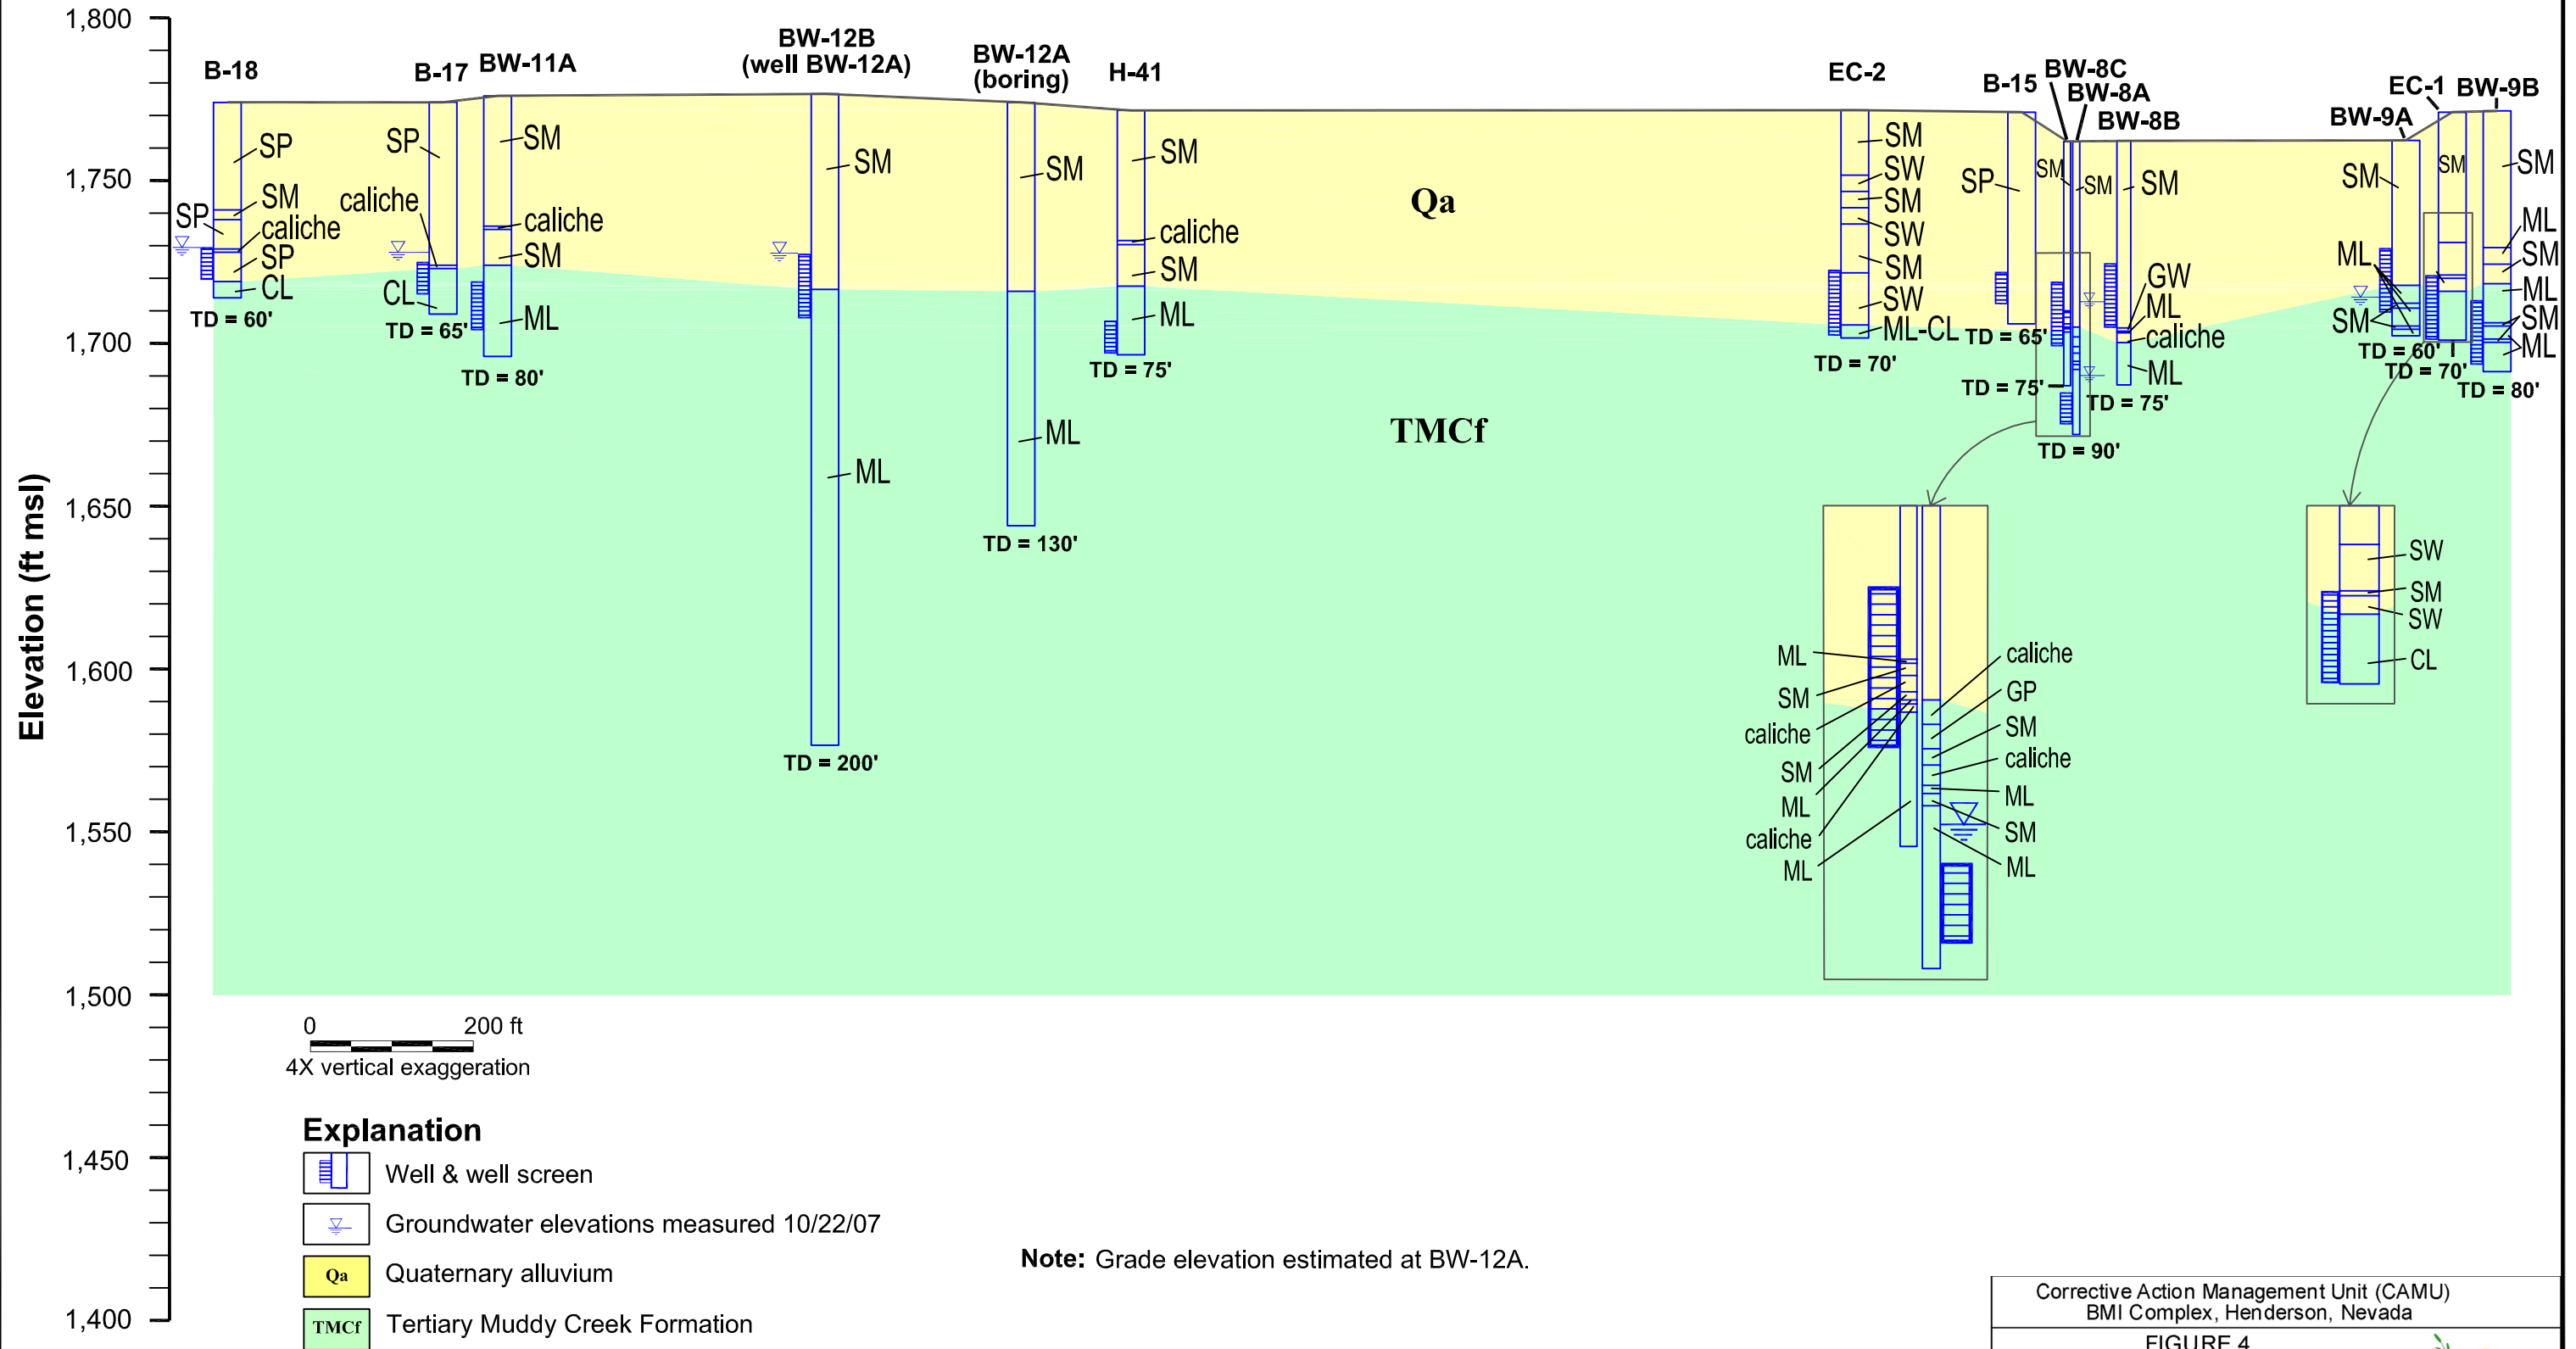 1,800
1,750
1,700
1,650
1,600
1,550
1,500
1,450
1,400
Elevation (ft msl)
B-18
B-17
BW-11A
BW-12B
(well BW-12A)
BW-12A
(boring)
H-41
EC-2
B-15
BW-8C
BW-8A
BW-8B
BW-9A
EC-1
BW-9B
SP
SM
SP
caliche
SP
CL
TD = 60'
SP
caliche
CL
TD = 65'
SM
caliche
SM
ML
TD = 80'
SM
ML
TD = 200'
SM
ML
TD = 130'
SM
caliche
SM
ML
TD = 75'
Qa
TMCf
SM
SW
SM
SW
SM
SW
ML-CL
TD = 70'
SP
TD = 65'
SM
SM
TD = 75'
TD = 90'
SM
GW
ML
caliche
ML
TD = 75'
SM
ML
SM
TD = 60'
SM
TD = 70'
SM
ML
SM
ML
SM
ML
TD = 80'
ML
SM
caliche
SM
ML
caliche
ML
caliche
GP
SM
caliche
ML
SM
ML
SW
SM
SW
CL
0 200 ft
4X vertical exaggeration
Explanation
Well & well screen
Groundwater elevations measured 10/22/07
Qa Quaternary alluvium
TMCf Tertiary Muddy Creek Formation
Note: Grade elevation estimated at BW-12A.
Corrective Action Management Unit (CAMU)
BMI Complex, Henderson, Nevada
FIGURE 4